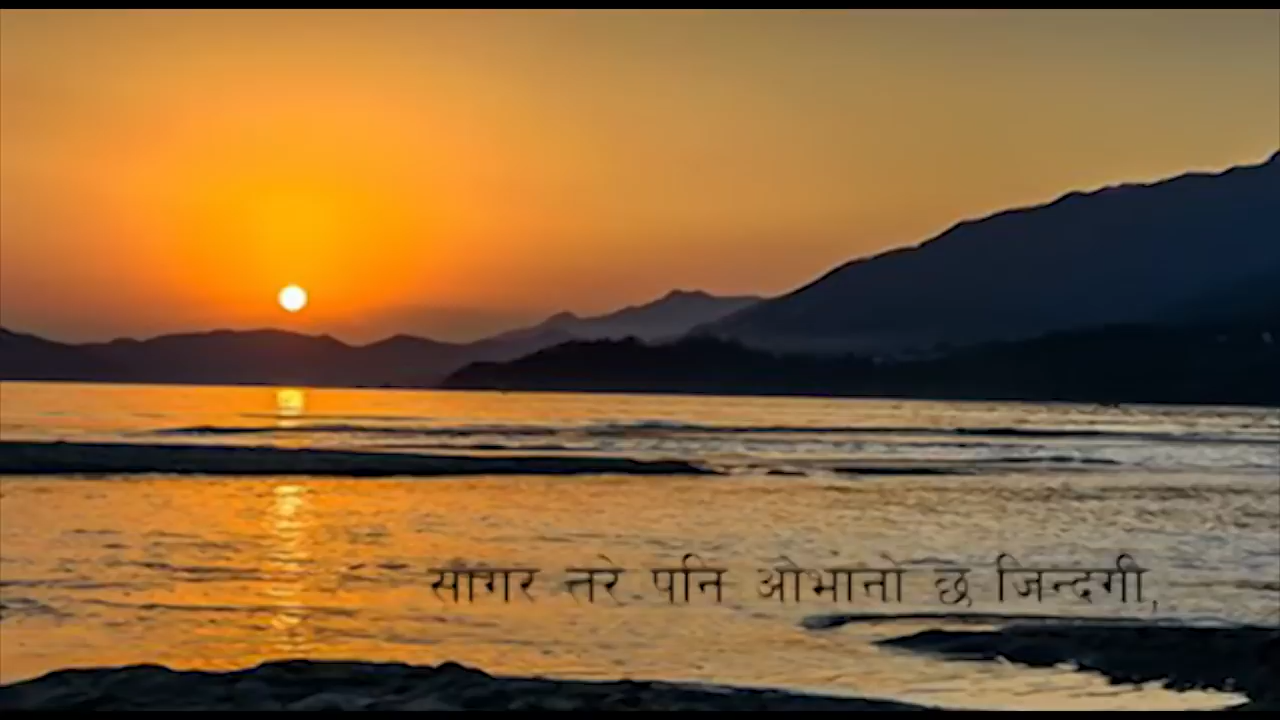 सागर तरे पनि ओभानो छ जिन्दगी,